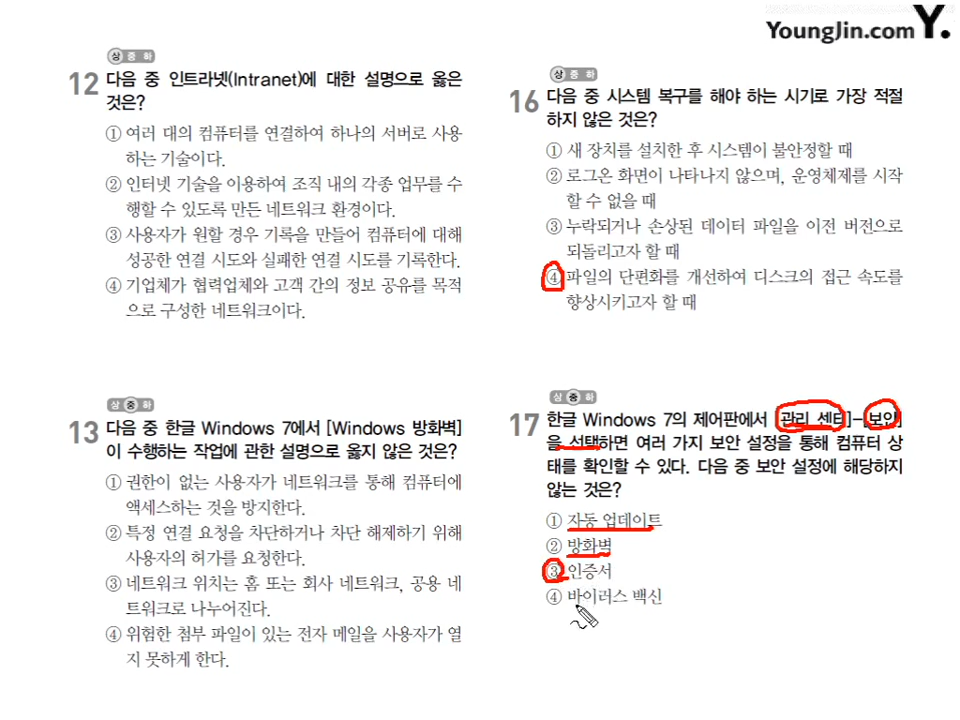 YoungJin.com Y.
상 중 하
12 다음 중 인트라넷(Intranet)에 대한 설명으로 옳은
것은?
① 여러 대의 컴퓨터를 연결하여 하나의 서버로 사용
하는 기술이다.
② 인터넷 기술을 이용하여 조직 내의 각종 업무를 수
행할 수 있도록 만든 네트워크 환경이다.
③ 사용자가 원할 경우 기록을 만들어 컴퓨터에 대해
성공한 연결 시도와 실패한 연결 시도를 기록한다.
④ 기업체가 협력업체와 고객 간의 정보 공유를 목적
으로 구성한 네트워크이다.
상 중 하
13 다음 중 한글 Windows 7에서 [Windows 방화벽]
이 수행하는 작업에 관한 설명으로 옳지 않은 것은?
① 권한이 없는 사용자가 네트워크를 통해 컴퓨터에
액세스하는 것을 방지한다.
② 특정 연결 요청을 차단하거나 차단 해제하기 위해
사용자의 허가를 요청한다.
③ 네트워크 위치는 홈 또는 회사 네트워크, 공용 네
트워크로 나누어진다.
④ 위험한 첨부 파일이 있는 전자 메일을 사용자가 열
지 못하게 한다.
상 중 하
16 다음 중 시스템 복구를 해야 하는 시기로 가장 적절
하지 않은 것은?
① 새 장치를 설치한 후 시스템이 불안정할 때
② 로그온 화면이 나타나지 않으며, 운영체제를 시작
할 수 없을 때
③ 누락되거나 손상된 데이터 파일을 이전 버전으로
되돌리고자 할 때
④ 파일의 단편화를 개선하여 디스크의 접근 속도를
향상시키고자 할 때
상 중 하
17 한글 Windows 7의 제어판에서 [관리 센터]-[보안]
을 선택하면 여러 가지 보안 설정을 통해 컴퓨터 상
태를 확인할 수 있다. 다음 중 보안 설정에 해당하지
않는 것은?
① 자동 업데이트
② 방화벽
③ 인증서
④ 바이러스 백신